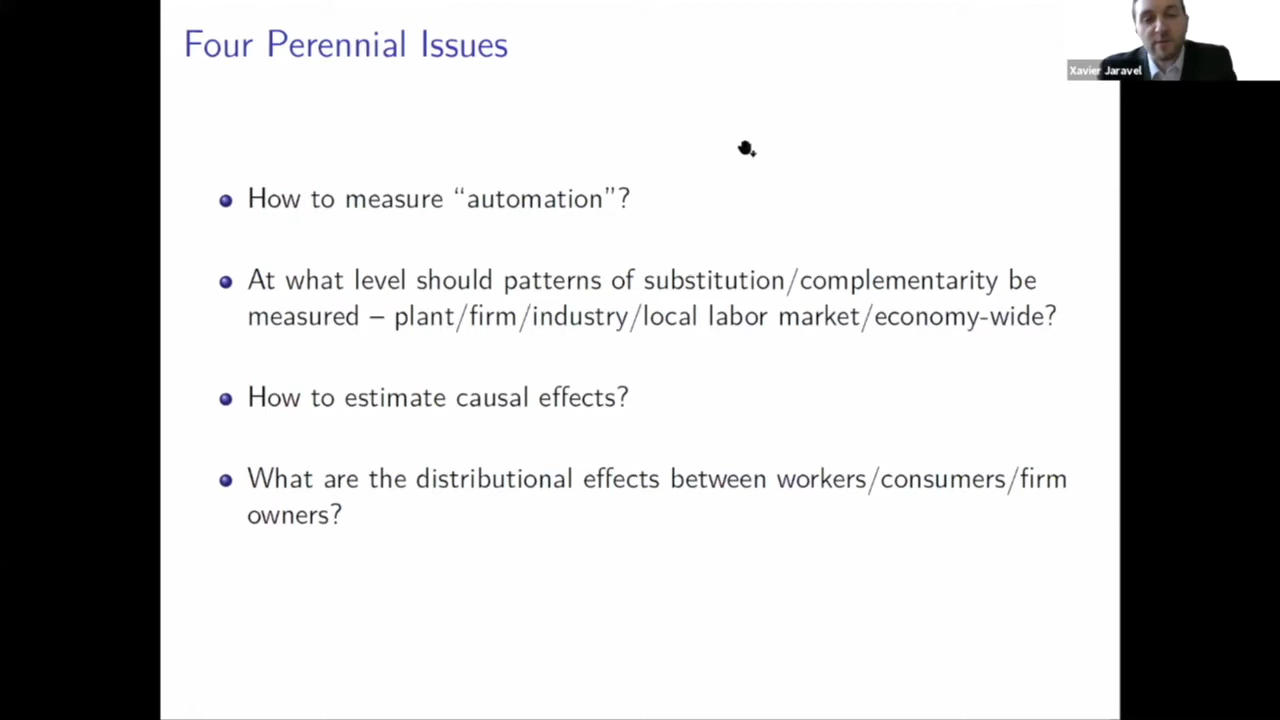 Four Perennial Issues
Xavier Jaravel
How to measure “automation”?
At what level should patterns of substitution/complementarity be
measured – plant/firm/industry/local labor market/economy-wide?
How to estimate causal effects?
What are the distributional effects between workers/consumers/firm
owners?